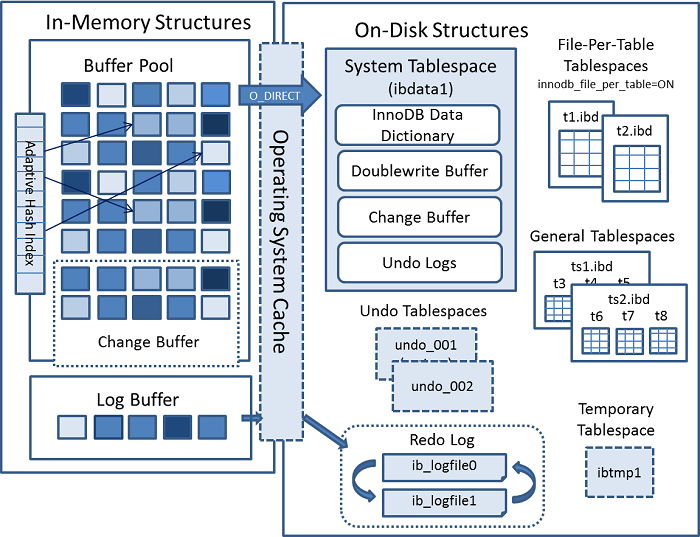 In-Memory Structures
Buffer Pool
Adaptive Hash Index
Change Buffer
Log Buffer
Operating System Cache
O_DIRECT
On-Disk Structures
System Tablespace
(ibdata1)
InnoDB Data
Dictionary
Doublewrite Buffer
Change Buffer
Undo Logs
File-Per-Table
Tablespaces
innodb_file_per_table=ON
t1.ibd
t2.ibd
General Tablespaces
ts1.ibd
t3 t4 t5
ts2.ibd
t6 t7 t8
Undo Tablespaces
undo_001
undo_002
Redo Log
ib_logfile0
ib_logfile1
Temporary
Tablespace
ibtmp1